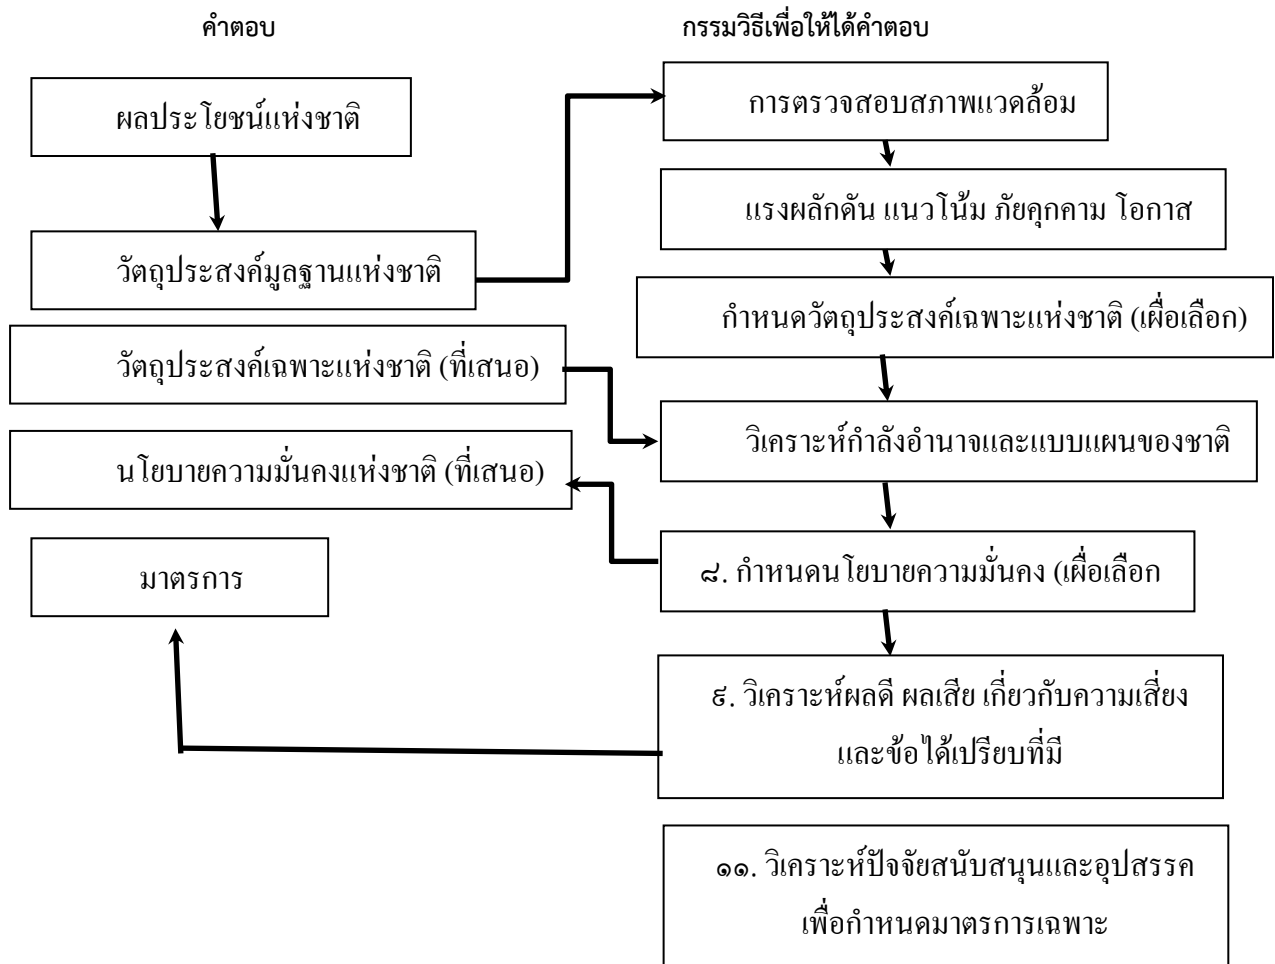 คำตอบ
กรรมวิธีเพื่อให้ได้คำตอบ
ผลประโยชน์แห่งชาติ
วัตถุประสงค์มูลฐานแห่งชาติ
วัตถุประสงค์เฉพาะแห่งชาติ (ที่เสนอ)
นโยบายความมั่นคงแห่งชาติ (ที่เสนอ)
มาตรการ
การตรวจสอบสภาพแวดล้อม
แรงผลักดัน แนวโน้ม ภัยคุกคาม โอกาส
กำหนดวัตถุประสงค์เฉพาะแห่งชาติ (เผื่อเลือก)
วิเคราะห์กำลังอำนาจและแบบแผนของชาติ
๘. กำหนดนโยบายความมั่นคง (เผื่อเลือก
๙. วิเคราะห์ผลดี ผลเสีย เกี่ยวกับความเสี่ยง
และข้อได้เปรียบที่มี
๑๑. วิเคราะห์ปัจจัยสนับสนุนและอุปสรรค
เพื่อกำหนดมาตรการเฉพาะ